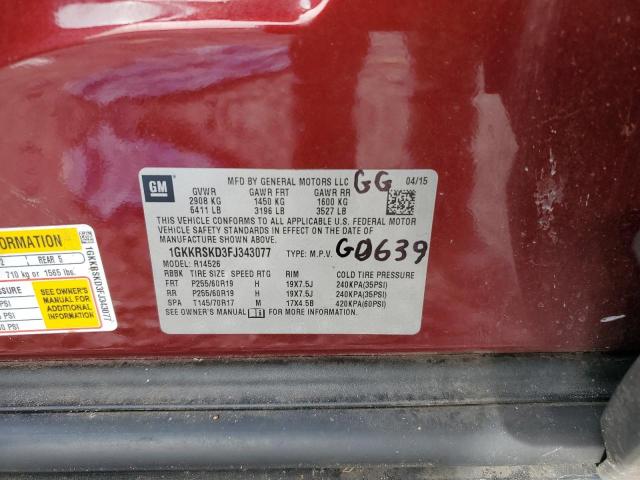 GM
MFD BY GENERAL MOTORS LLC GG 04/15
GVWR GAWR FRT GAWR RR
2908 KG 1450 KG 1600 KG
6411 LB 3196 LB 3527 LB
THIS VEHICLE CONFORMS TO ALL APPLICABLE U.S. FEDERAL MOTOR
VEHICLE SAFETY STANDARDS IN EFFECT ON THE DATE OF
MANUFACTURE SHOWN ABOVE.
1GKKRSKD3FJ343077 TYPE: M.P.V. G0639
MODEL: R14526
RBBK TIRE SIZE SPEED RTG RIM COLD TIRE PRESSURE
FRT P255/60R19 H 19X7.5J 240KPA(35PSI)
RR P255/60R19 H 19X7.5J 240KPA(35PSI)
SPA T145/70R17 M 17X4.5B 420KPA(60PSI)
SEE OWNER'S MANUAL FOR MORE INFORMATION.
FORMATION
2 REAR 5
710 kg or 1565 lbs.
SEE OWNER'S
MANUAL FOR
ADDITIONAL
INFORMATION
1GKKRSKD3FJ343077